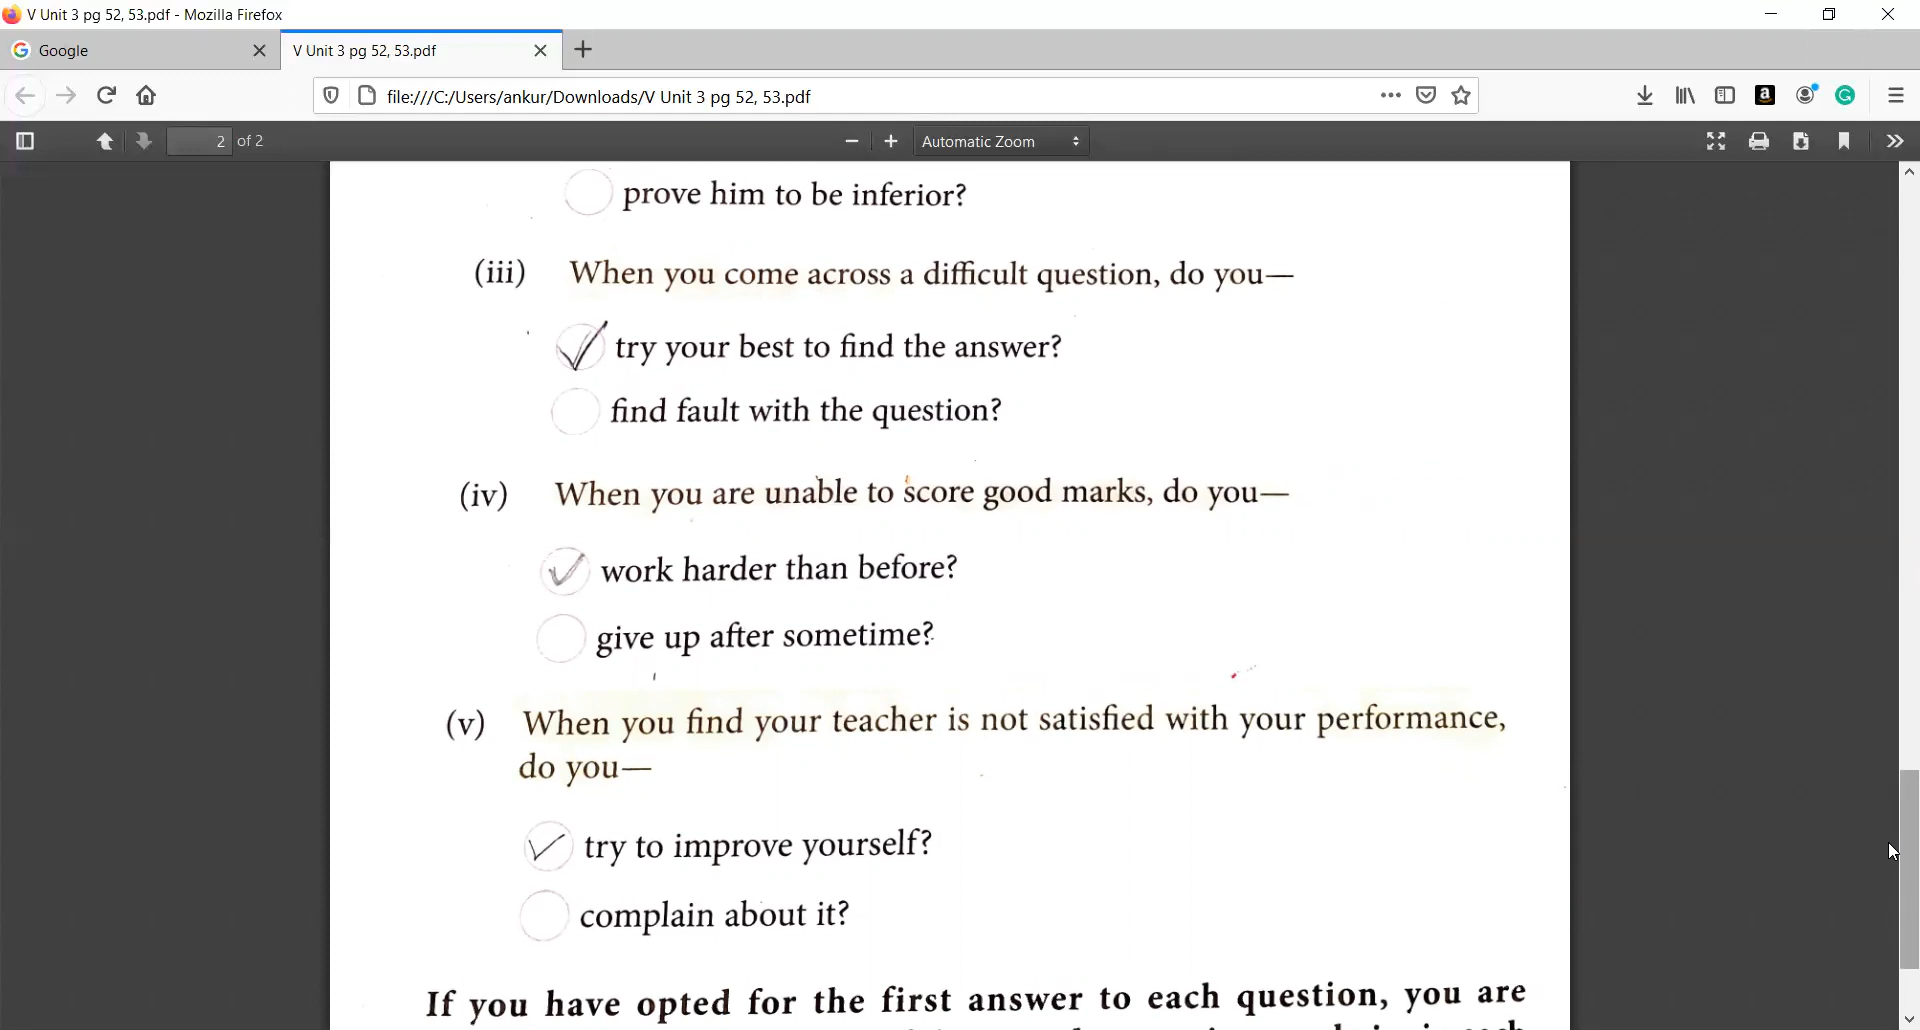 V Unit 3 pg 52, 53.pdf - Mozilla Firefox
Google
V Unit 3 pg 52, 53.pdf
file:///C:/Users/ankur/Downloads/V Unit 3 pg 52, 53.pdf
2 of 2
Automatic Zoom
prove him to be inferior?
(iii) When you come across a difficult question, do you—
try your best to find the answer?
find fault with the question?
(iv) When you are unable to score good marks, do you—
work harder than before?
give up after sometime?
(v) When you find your teacher is not satisfied with your performance,
do you—
try to improve yourself?
complain about it?
If you have opted for the first answer to each question, you are